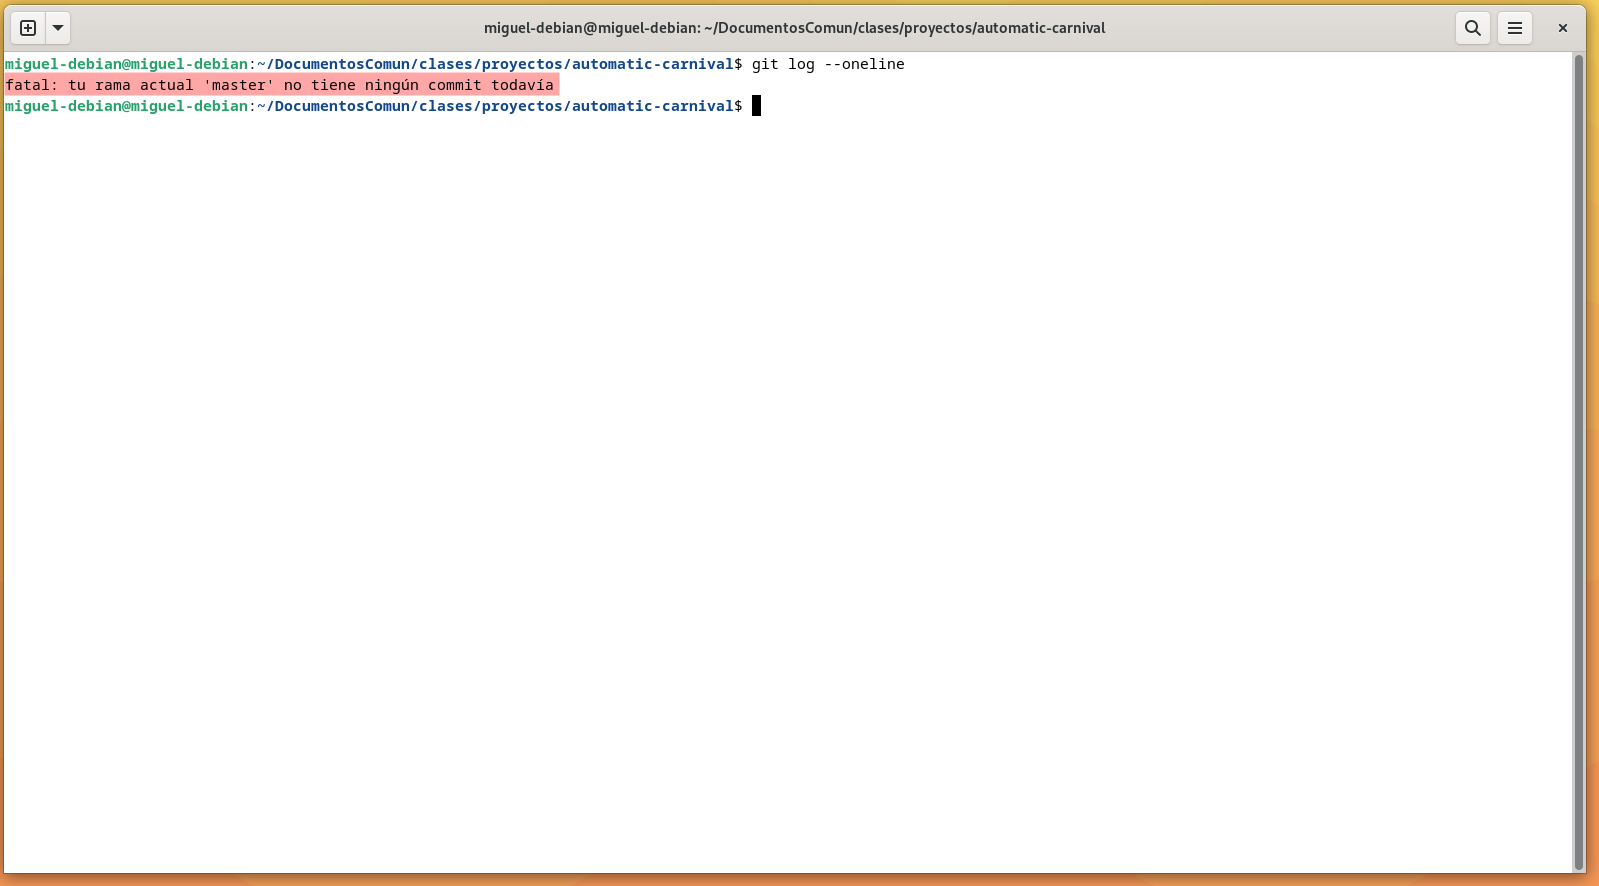 miguel-debian@miguel-debian: ~/DocumentosComun/clases/proyectos/automatic-carnival
miguel-debian@miguel-debian:~/DocumentosComun/clases/proyectos/automatic-carnival$ git log --oneline
fatal: tu rama actual 'master' no tiene ningún commit todavía
miguel-debian@miguel-debian:~/DocumentosComun/clases/proyectos/automatic-carnival$